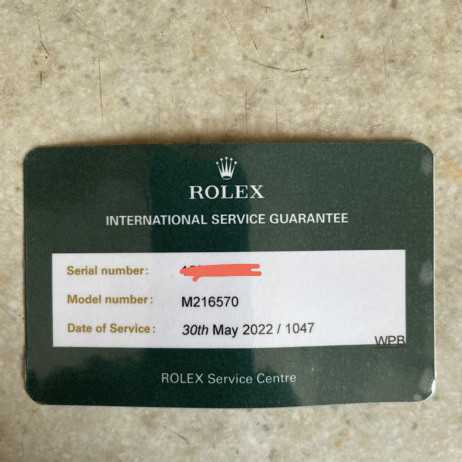 ROLEX
INTERNATIONAL SERVICE GUARANTEE
Serial number:
Model number: M216570
Date of Service: 30th May 2022 / 1047
WPB
ROLEX Service Centre